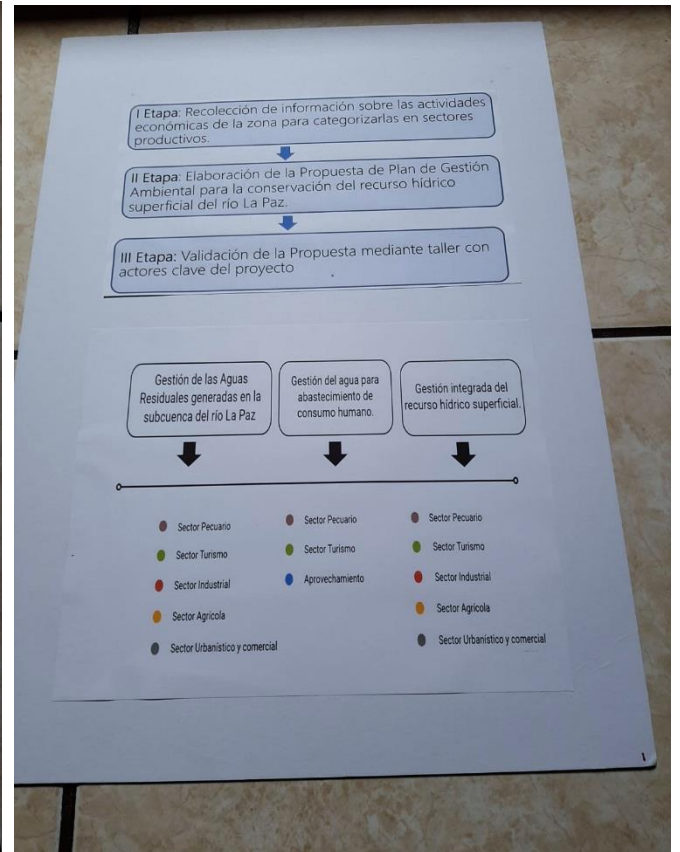 I Etapa: Recolección de información sobre las actividades
económicas de la zona para categorizarlas en sectores
productivos.
II Etapa: Elaboración de la Propuesta de Plan de Gestión
Ambiental para la conservación del recurso hídrico
superficial del río La Paz.
III Etapa: Validación de la Propuesta mediante taller con
actores clave del proyecto
Gestión de las Aguas
Residuales generadas en la
subcuenca del río La Paz
Gestión del agua para
abastecimiento de
consumo humano.
Gestión integrada del
recurso hídrico superficial.
Sector Pecuario
Sector Turismo
Sector Industrial
Sector Agrícola
Sector Urbanístico y comercial
Sector Pecuario
Sector Turismo
Aprovechamiento
Sector Pecuario
Sector Turismo
Sector Industrial
Sector Agrícola
Sector Urbanístico y comercial
1